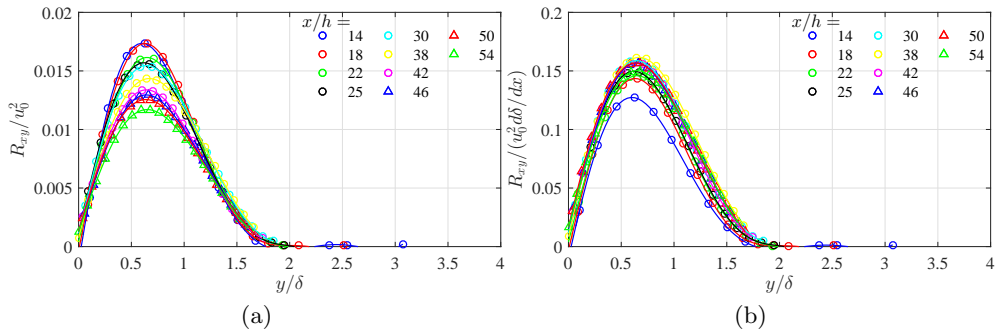 x/h =
14 30 50
18 38 54
22 42
25 46
0.02
0.015
0.01
0.005
0
R_{xy}/u_0^2
0 0.5 1 1.5 2 2.5 3 3.5 4
y/δ
(a)
x/h =
14 30 50
18 38 54
22 42
25 46
0.2
0.15
0.1
0.05
0
R_{xy}/(u_0^2 dδ/dx)
0 0.5 1 1.5 2 2.5 3 3.5 4
y/δ
(b)